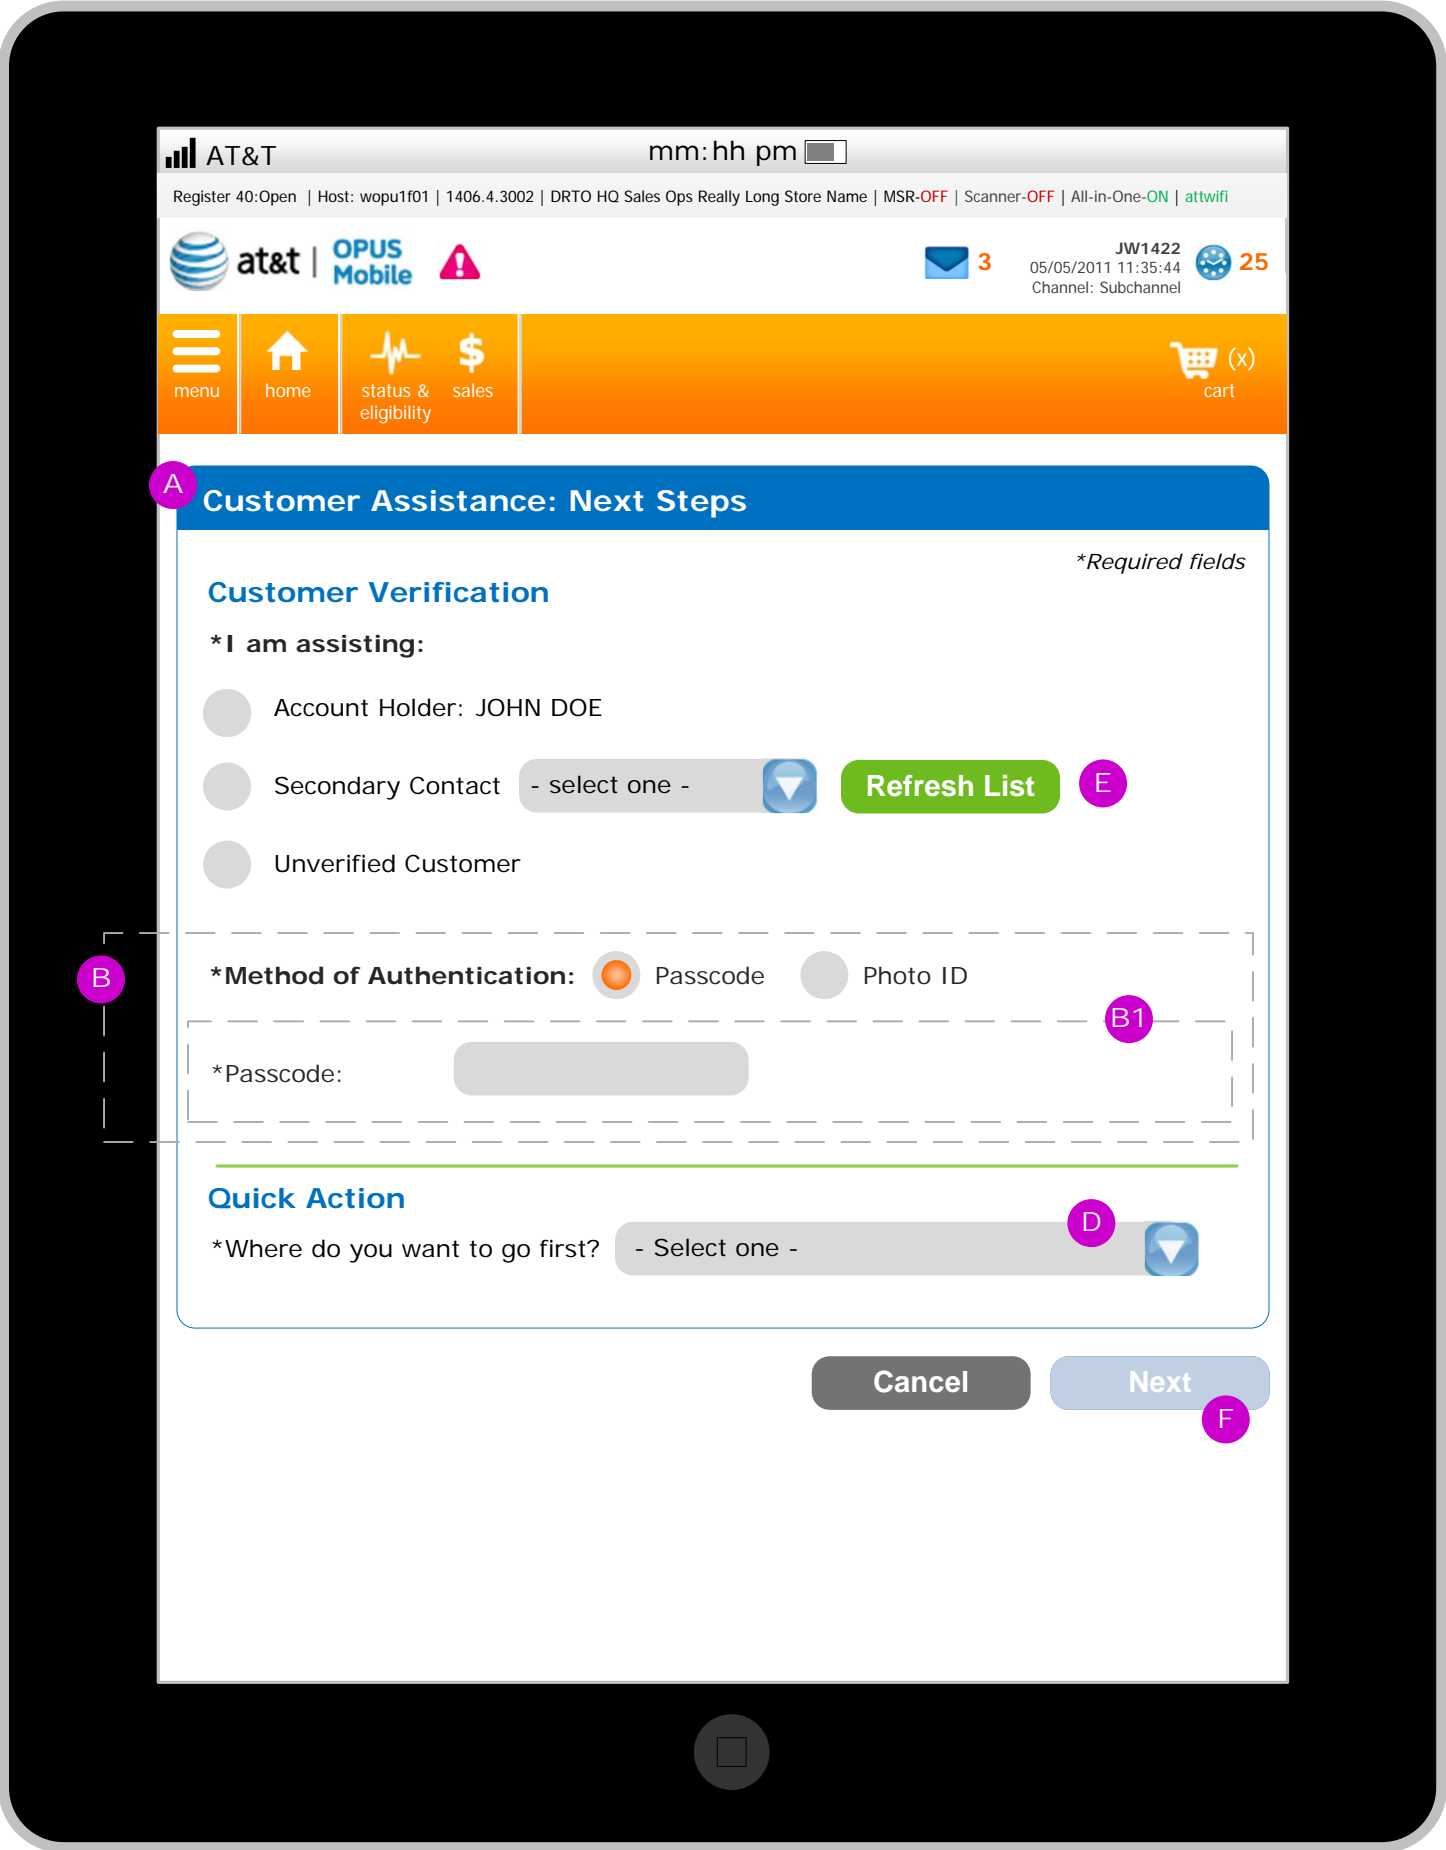 AT&T mm:hh pm
Register 40:Open | Host: wopu1f01 | 1406.4.3002 | DRTO HQ Sales Ops Really Long Store Name | MSR-OFF | Scanner-OFF | All-in-One-ON | attwifi
at&t | OPUS Mobile
3
JW1422
05/05/2011 11:35:44
Channel: Subchannel
25
menu
home
status & eligibility
$
sales
(x)
cart
A
Customer Assistance: Next Steps
*Required fields
Customer Verification
*I am assisting:
Account Holder: JOHN DOE
Secondary Contact - select one - Refresh List E
Unverified Customer
B
*Method of Authentication: Passcode Photo ID
B1
*Passcode:
Quick Action
D
*Where do you want to go first? - Select one -
Cancel Next
F